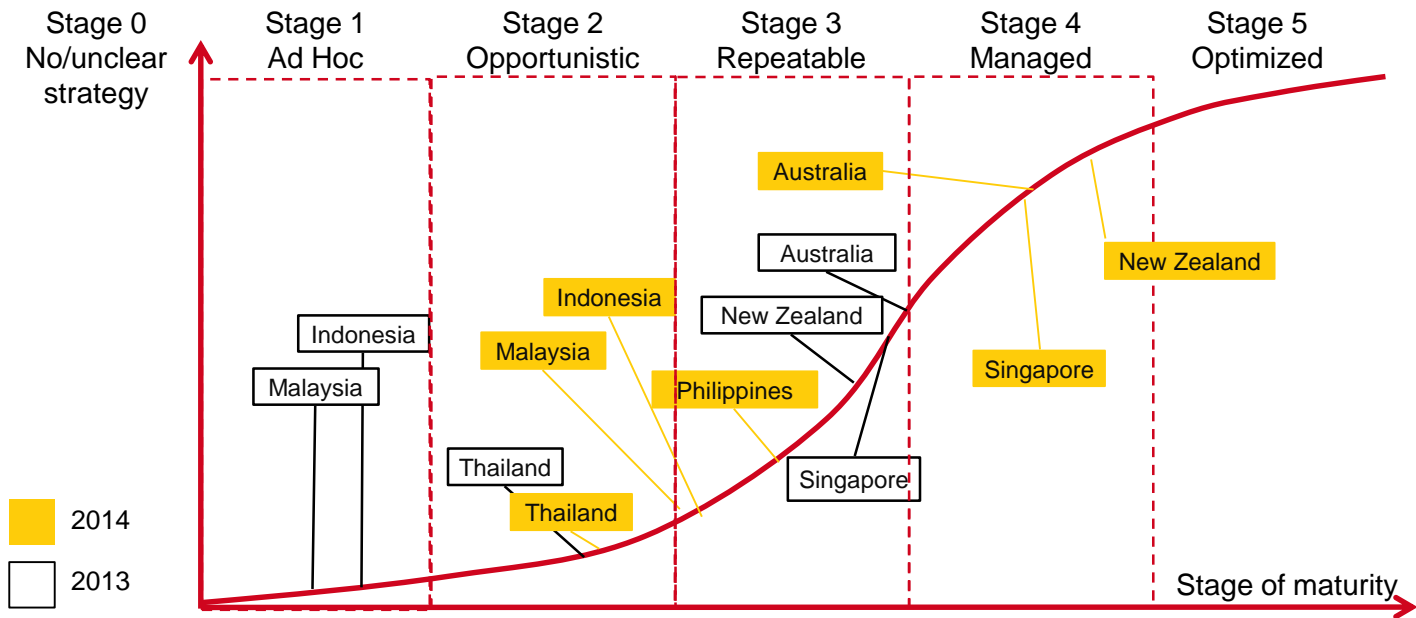 Stage 0
No/unclear
strategy
Stage 1
Ad Hoc
Stage 2
Opportunistic
Stage 3
Repeatable
Stage 4
Managed
Stage 5
Optimized
Australia
Australia
New Zealand
Indonesia
New Zealand
Indonesia
Malaysia
Singapore
Malaysia
Philippines
Thailand
Singapore
Thailand
2014
2013
Stage of maturity